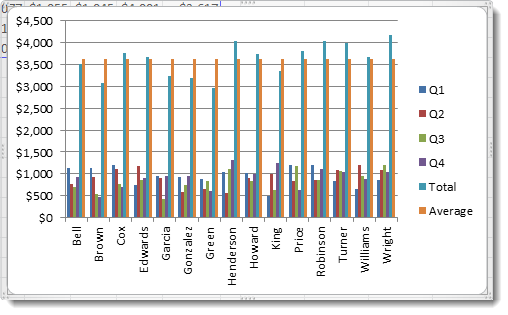 $4,500
$4,000
$3,500
$3,000
$2,500
$2,000
$1,500
$1,000
$500
$0
Bell
Brown
Cox
Edwards
Garcia
Gonzalez
Green
Henderson
Howard
King
Price
Robinson
Turner
Williams
Wright
Q1
Q2
Q3
Q4
Total
Average